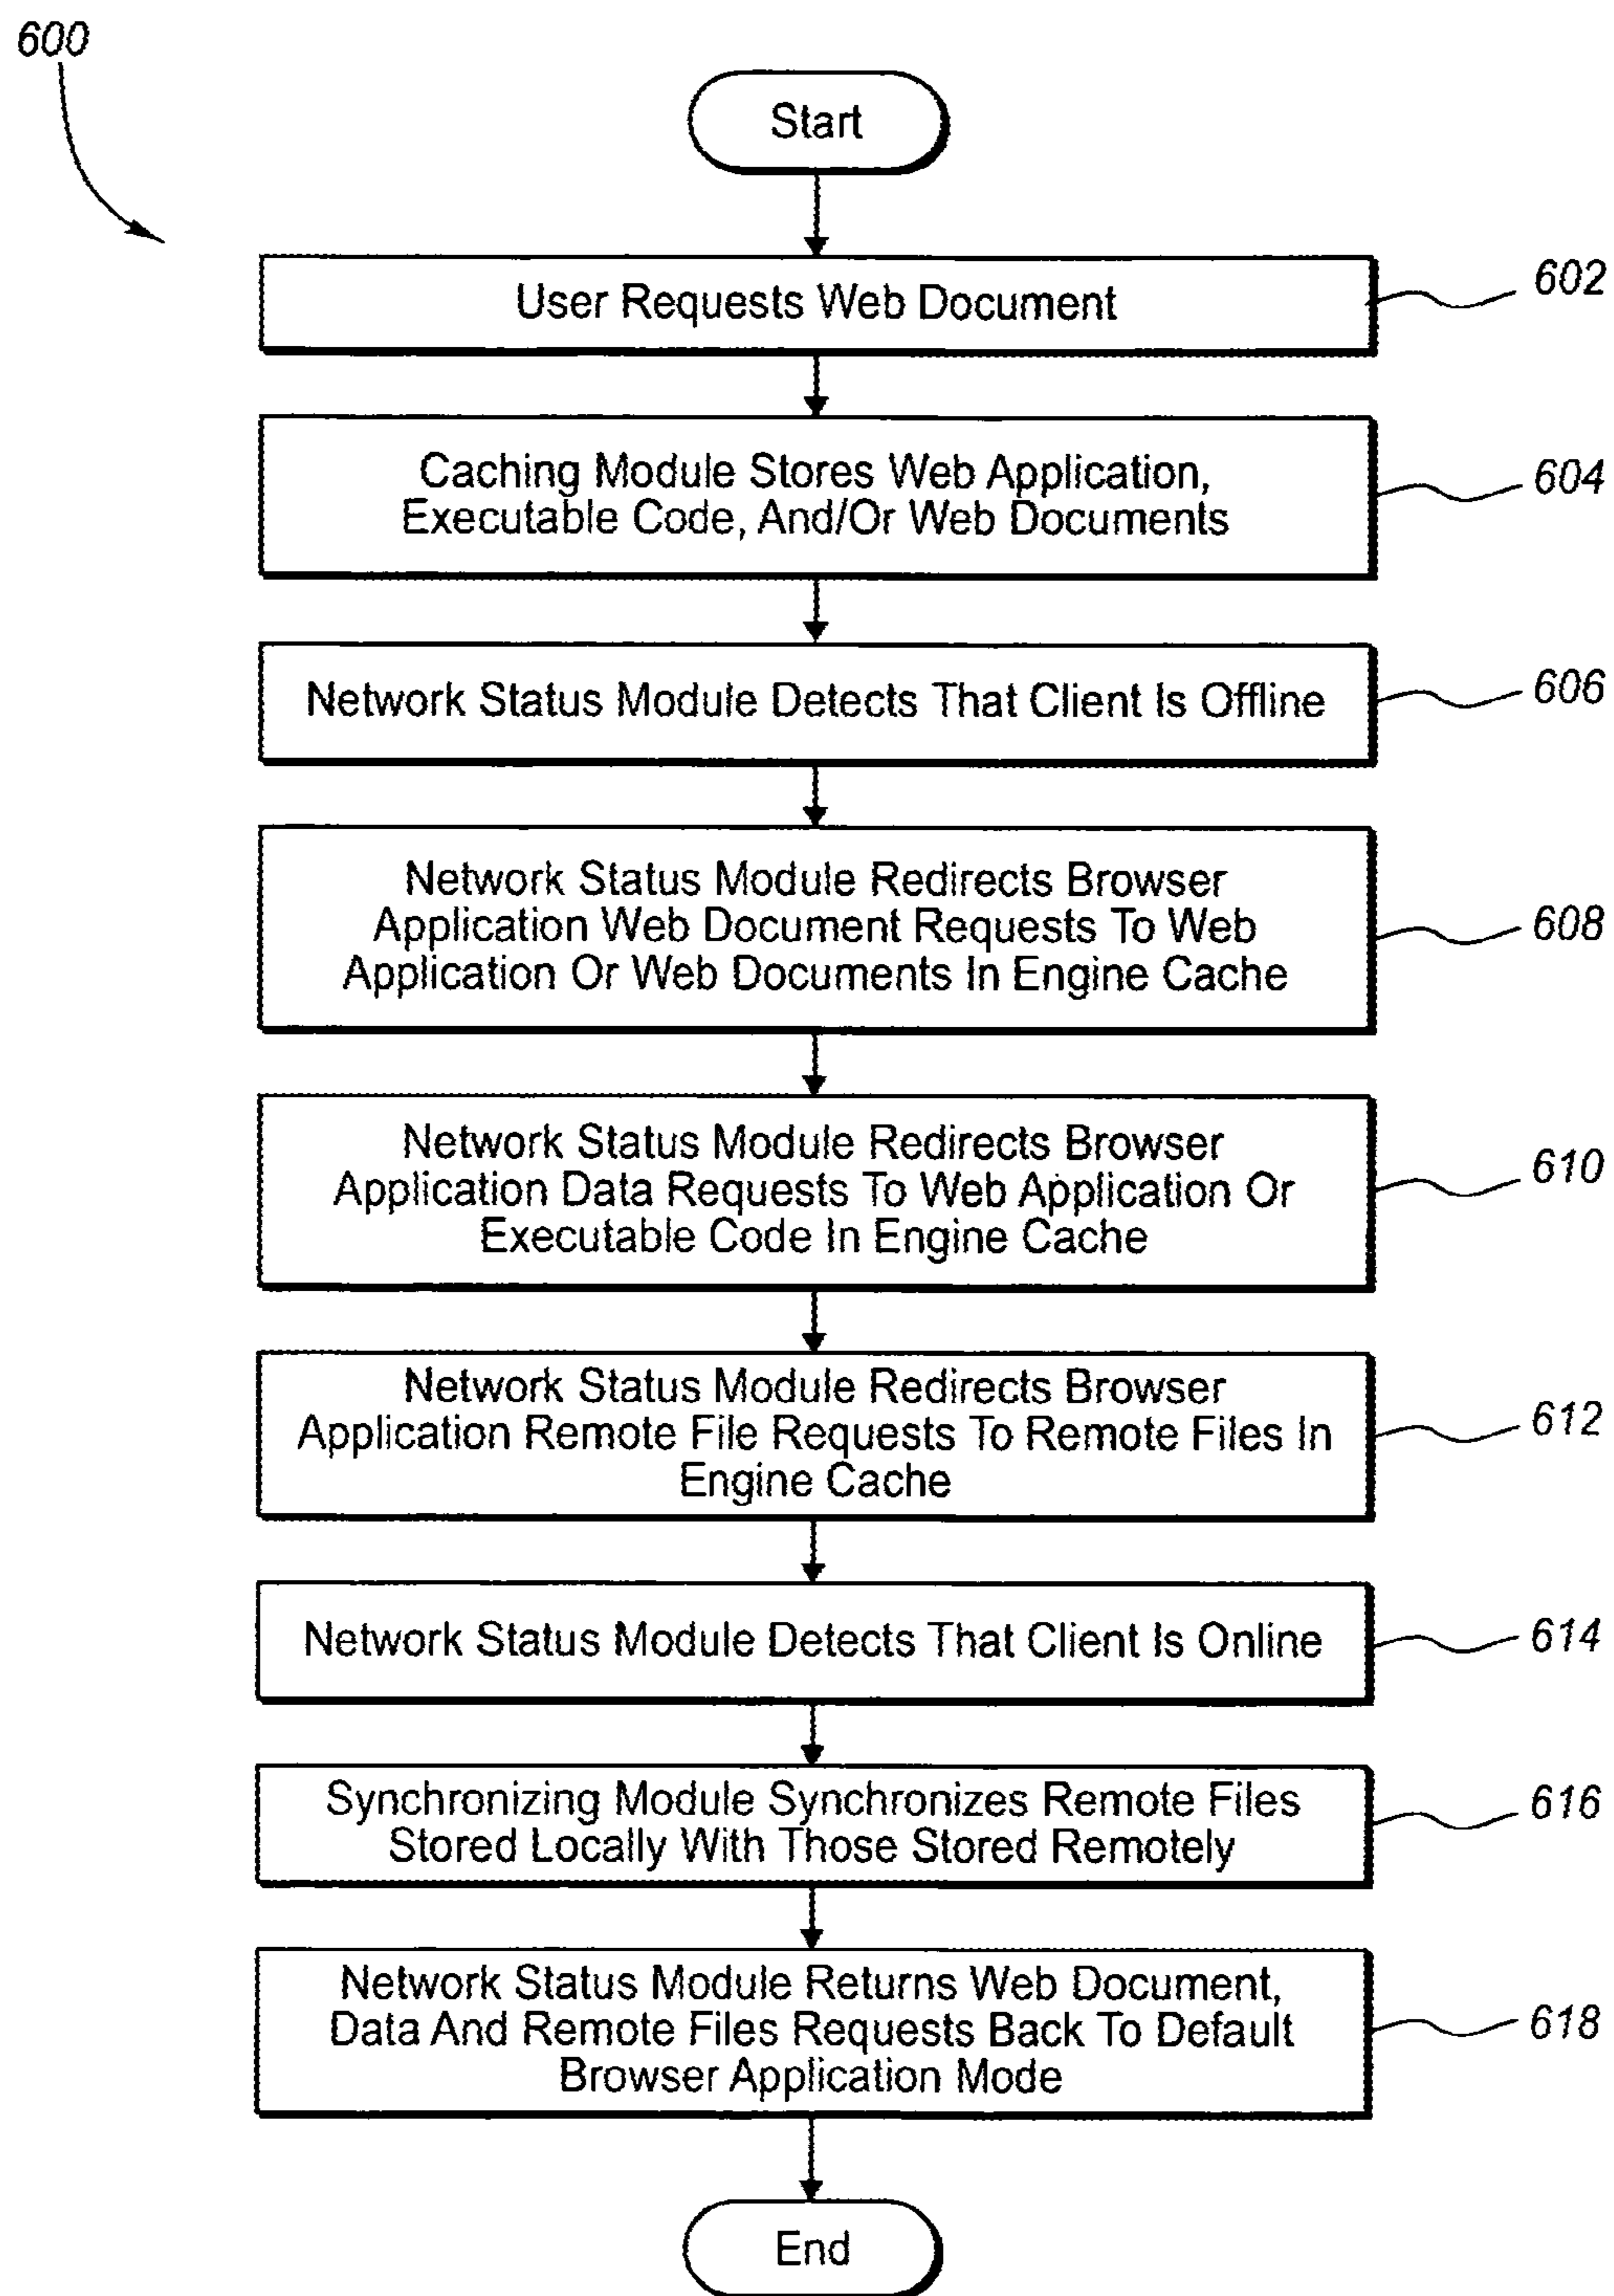 600
Start
User Requests Web Document
602
Caching Module Stores Web Application,
Executable Code, And/Or Web Documents
604
Network Status Module Detects That Client Is Offline
606
Network Status Module Redirects Browser
Application Web Document Requests To Web
Application Or Web Documents In Engine Cache
608
Network Status Module Redirects Browser
Application Data Requests To Web Application Or
Executable Code In Engine Cache
610
Network Status Module Redirects Browser
Application Remote File Requests To Remote Files In
Engine Cache
612
Network Status Module Detects That Client Is Online
614
Synchronizing Module Synchronizes Remote Files
Stored Locally With Those Stored Remotely
616
Network Status Module Returns Web Document,
Data And Remote Files Requests Back To Default
Browser Application Mode
618
End